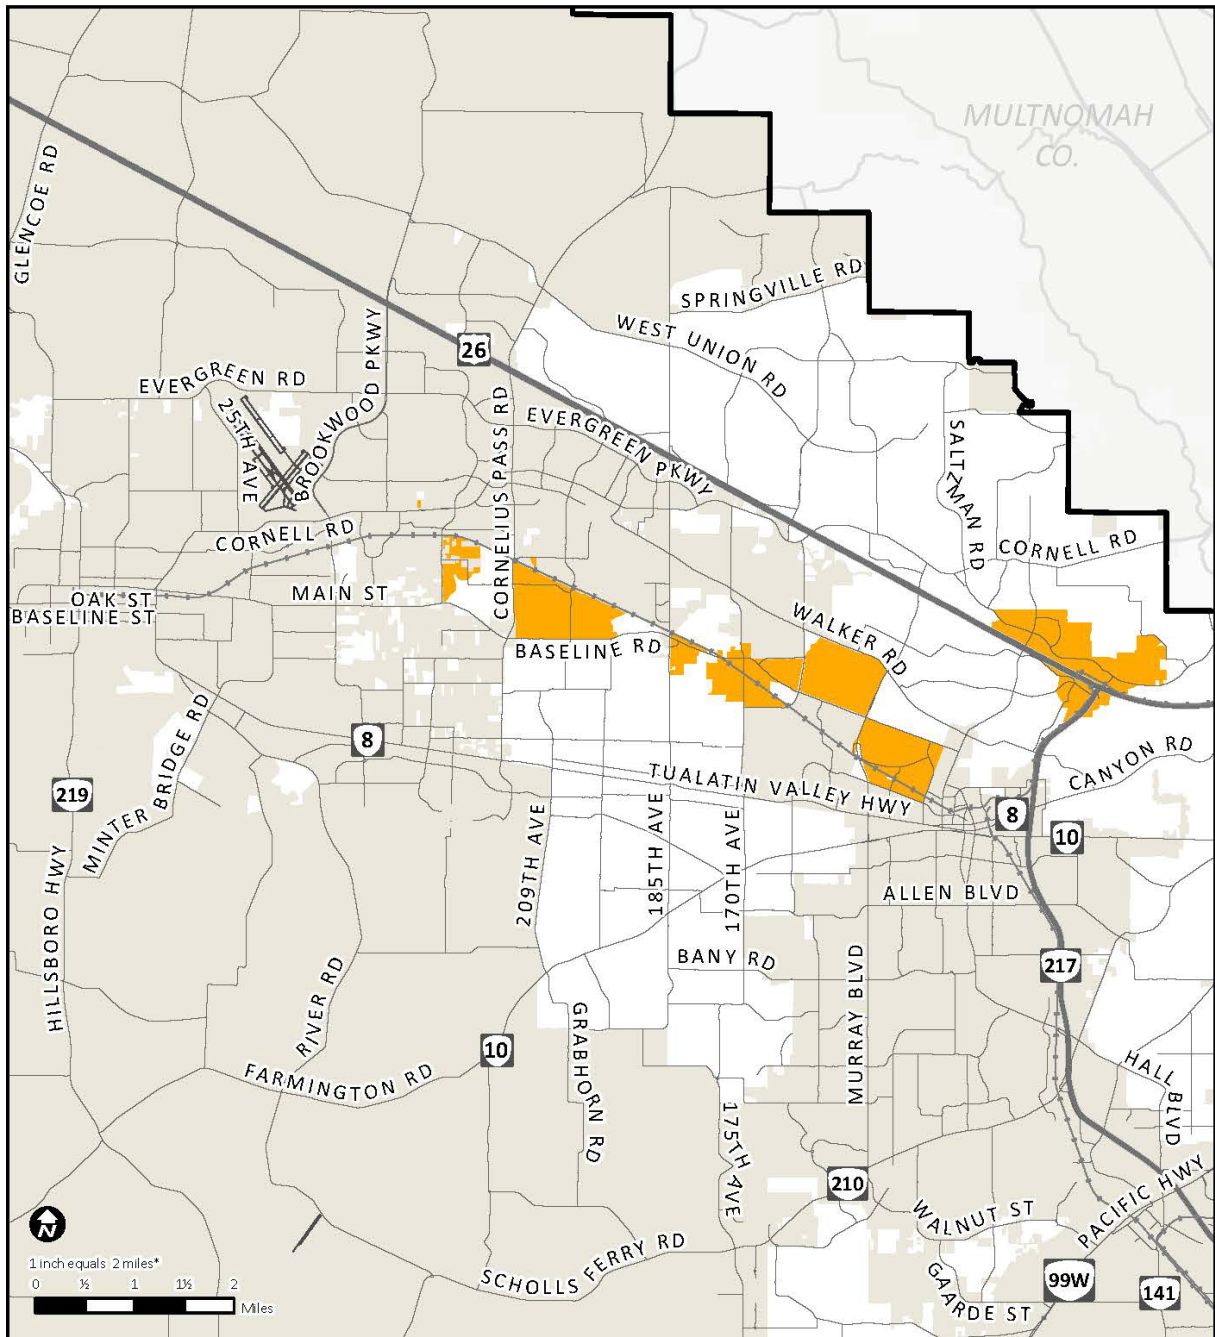 MULTNOMAH
CO.
GLENCOE RD
SPRINGVILLE RD
WEST UNION RD
26
EVERGREEN RD
BROOKWOOD PKWY
25TH AVE
CORNELIUS PASS RD
EVERGREEN PKWY
SALTZMAN RD
CORNELL RD
CORNELL RD
OAK ST
MAIN ST
BASELINE ST
BASELINE RD
WALKER RD
MINTER BRIDGE RD
8
219
TUALATIN VALLEY HWY
CANYON RD
8
10
HILLSBORO HWY
209TH AVE
185TH AVE
170TH AVE
ALLEN BLVD
BANY RD
217
MURRAY BLVD
RIVER RD
10
GRABHORN RD
FARMINGTON RD
HALL BLVD
175TH AVE
210
WALNUT ST
PACIFIC HWY
SCHOLLS FERRY RD
GAARDE ST
99W
141
N
1 inch equals 2 miles*
0 ½ 1 1½ 2
Miles